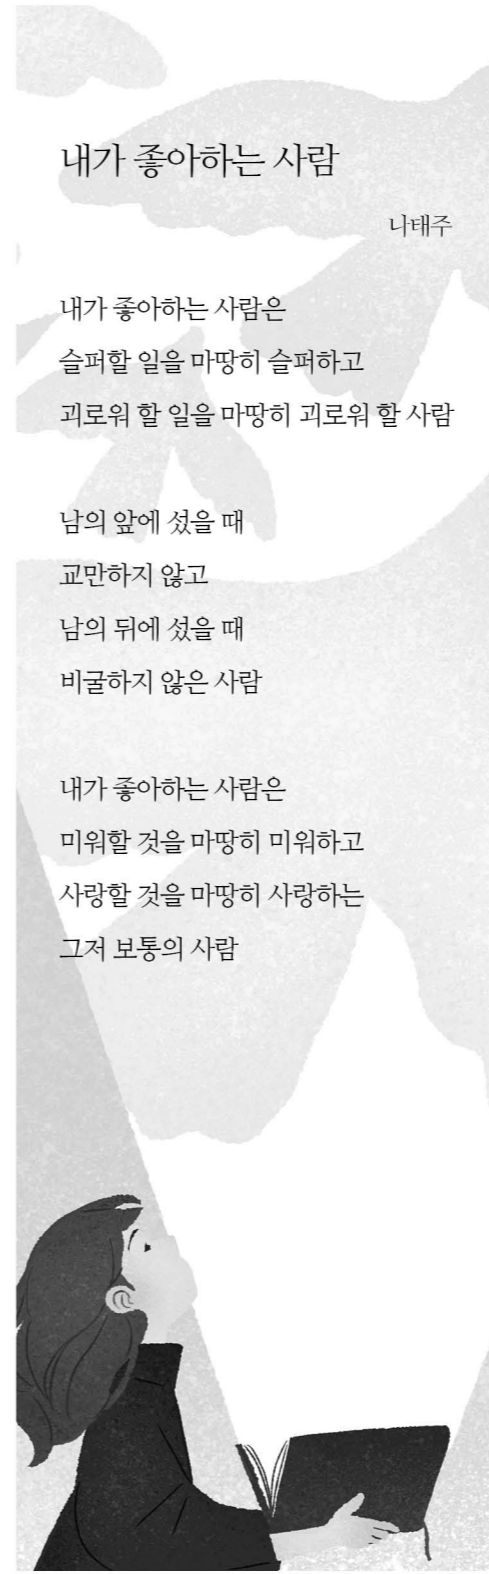 내가 좋아하는 사람
나태주
내가 좋아하는 사람은
슬퍼할 일을 마땅히 슬퍼하고
괴로워 할 일을 마땅히 괴로워 할 사람
남의 앞에 섰을 때
교만하지 않고
남의 뒤에 섰을 때
비굴하지 않은 사람
내가 좋아하는 사람은
미워할 것을 마땅히 미워하고
사랑할 것을 마땅히 사랑하는
그저 보통의 사람